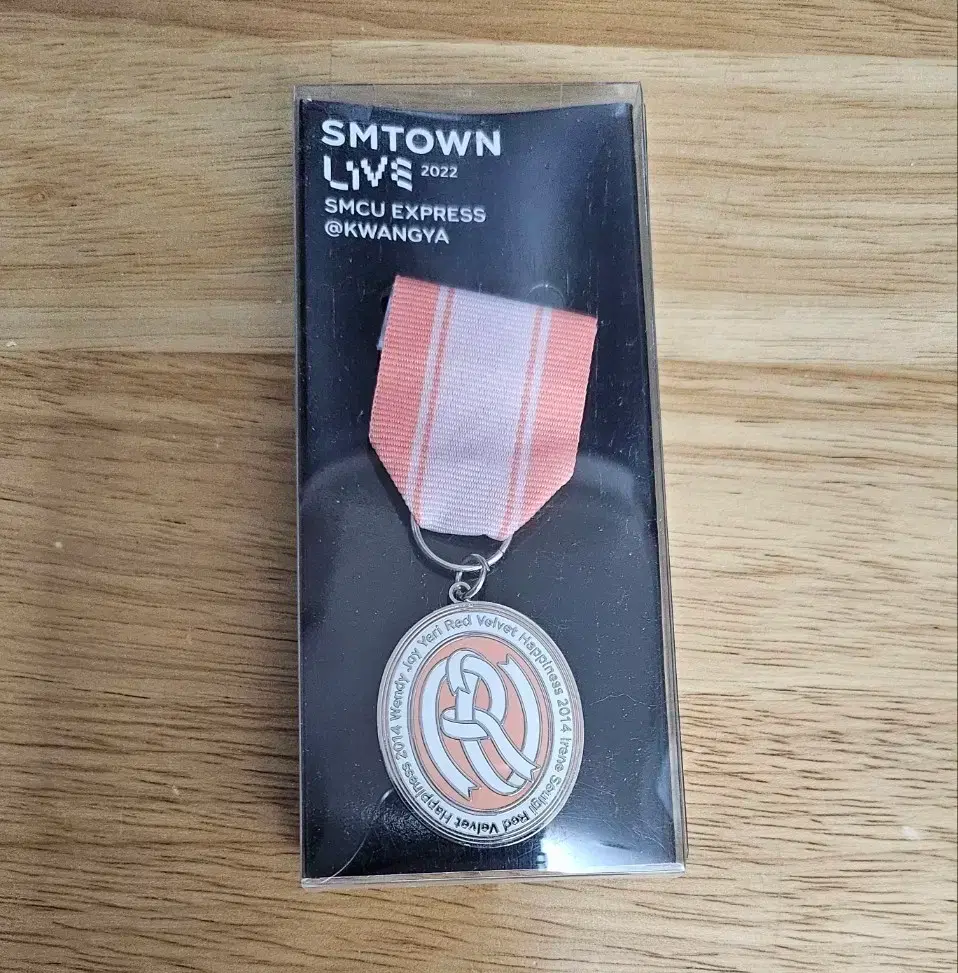 SMTOWN
LIVE 2022
SMCU EXPRESS
@KWANGYA
Red Velvet Happiness 2014 Irene Seulgi Red Velvet Happiness 2014 Wendy Joy Yeri